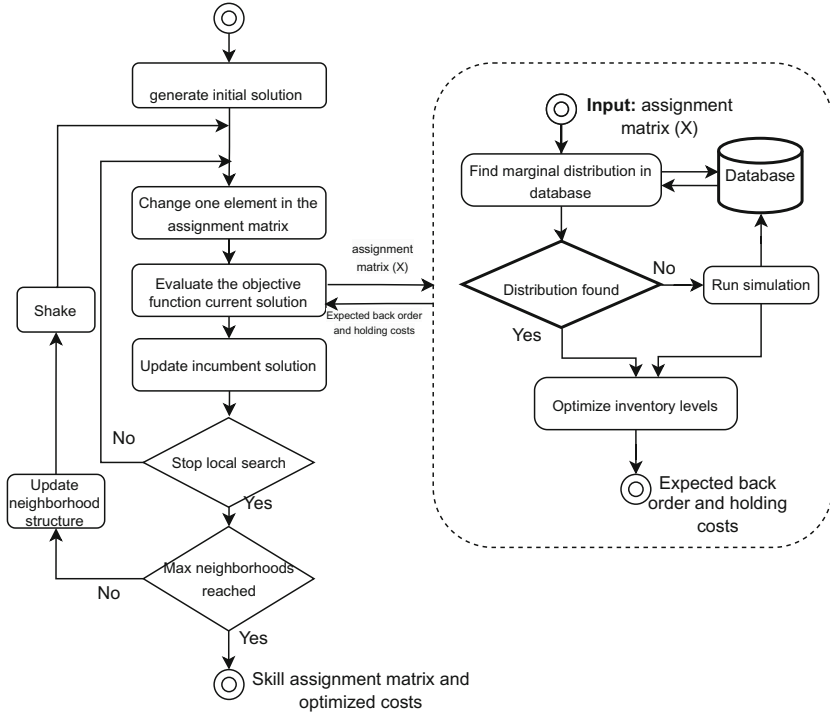 generate initial solution
Change one element in the
assignment matrix
Evaluate the objective
function current solution
Update incumbent solution
Stop local search
No
Yes
Max neighborhoods
reached
No
Yes
Skill assignment matrix and
optimized costs
Shake
Update
neighborhood
structure
assignment
matrix (X)
Expected back order
and holding costs
Input: assignment
matrix (X)
Find marginal distribution in
database
Database
Distribution found
No
Yes
Run simulation
Optimize inventory levels
Expected back
order and holding
costs